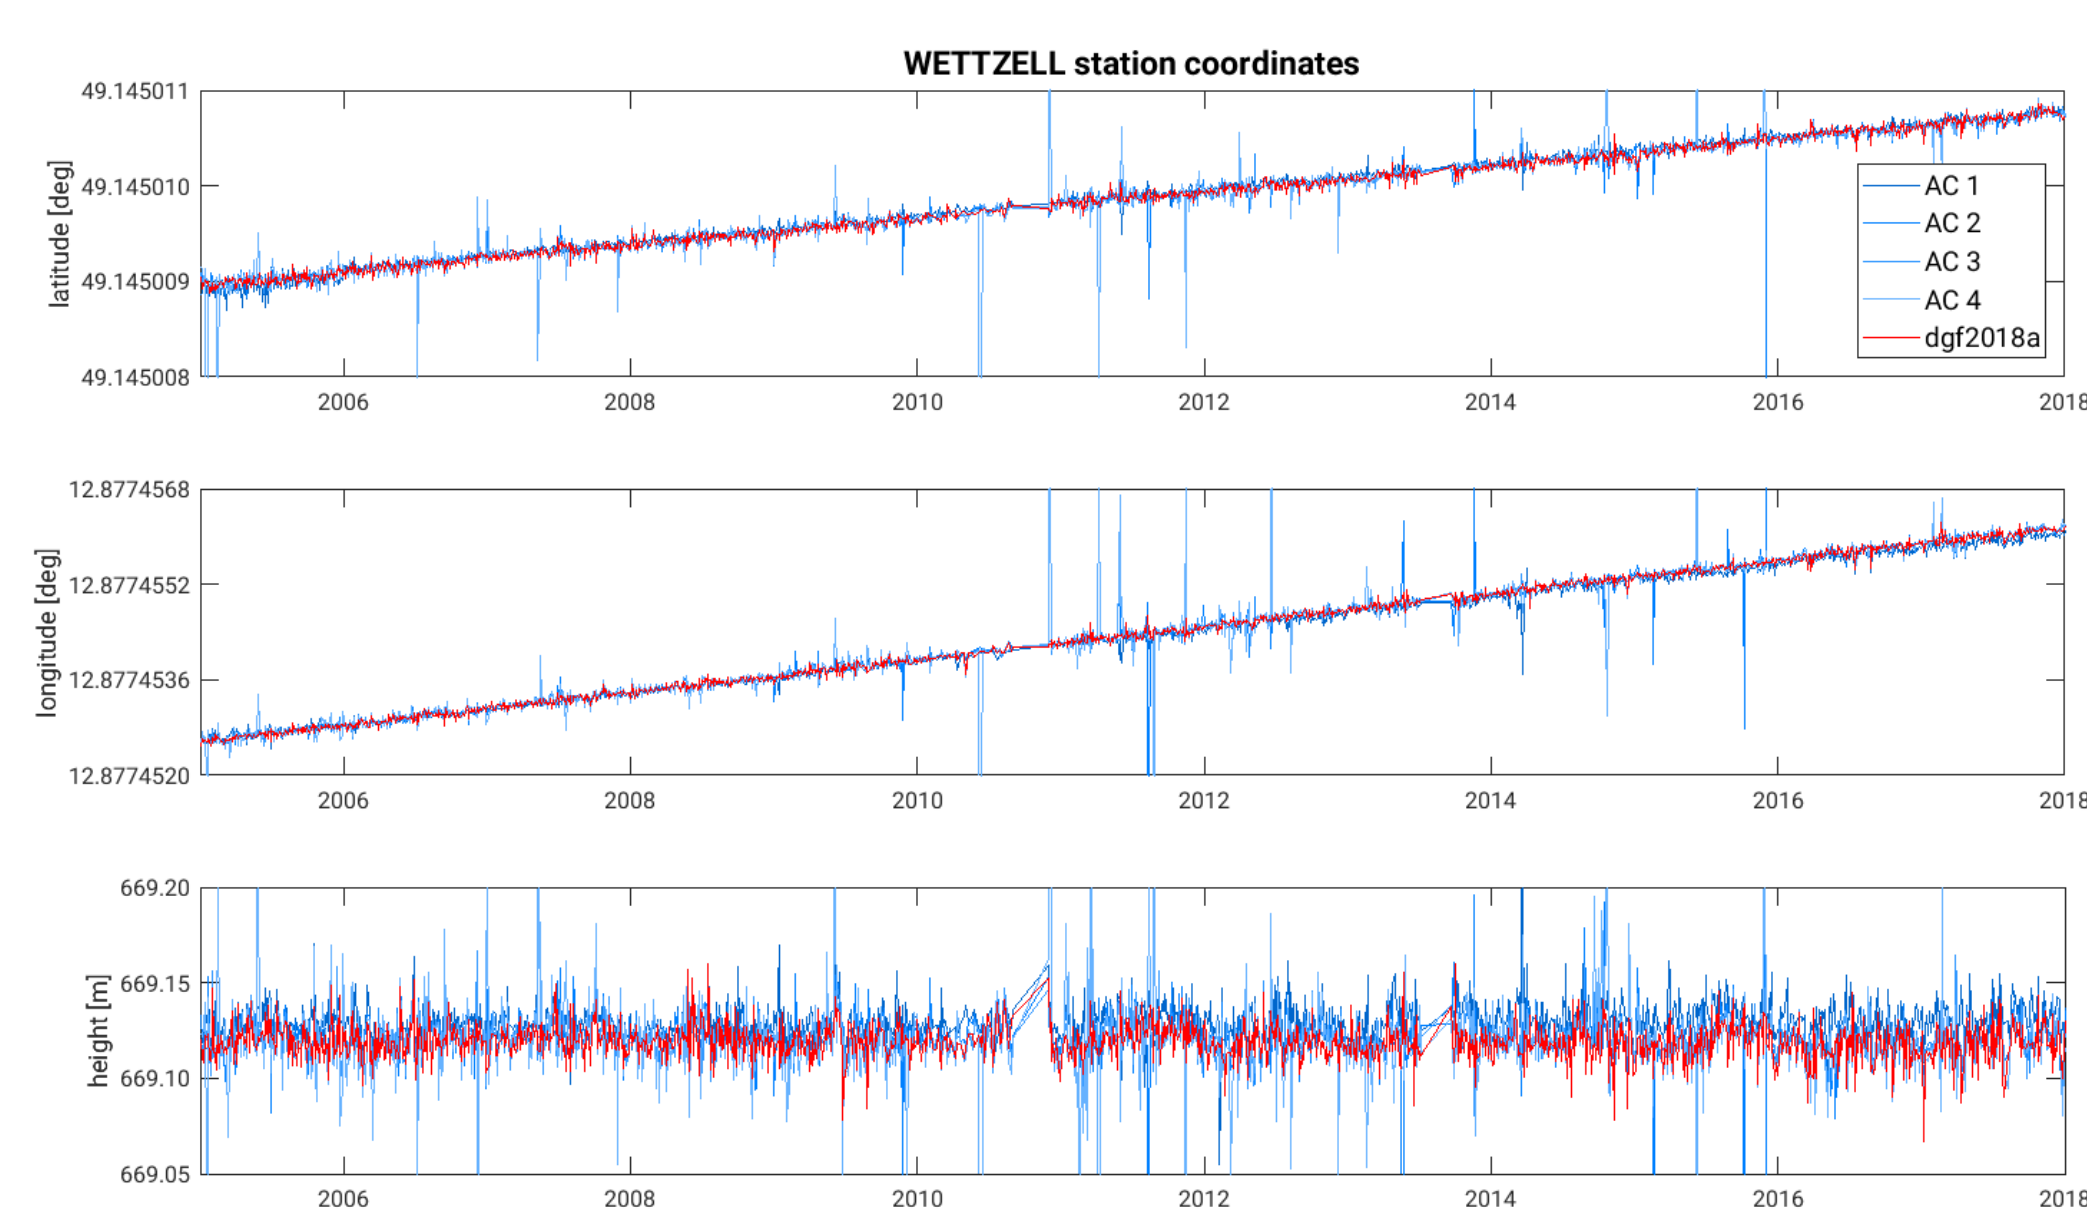 WETTZELL station coordinates
latitude [deg]
49.145011
49.145010
49.145009
49.145008
2006 2008 2010 2012 2014 2016 2018
AC 1
AC 2
AC 3
AC 4
dgf2018a
longitude [deg]
12.8774568
12.8774552
12.8774536
12.8774520
2006 2008 2010 2012 2014 2016 2018
height [m]
669.20
669.15
669.10
669.05
2006 2008 2010 2012 2014 2016 2018